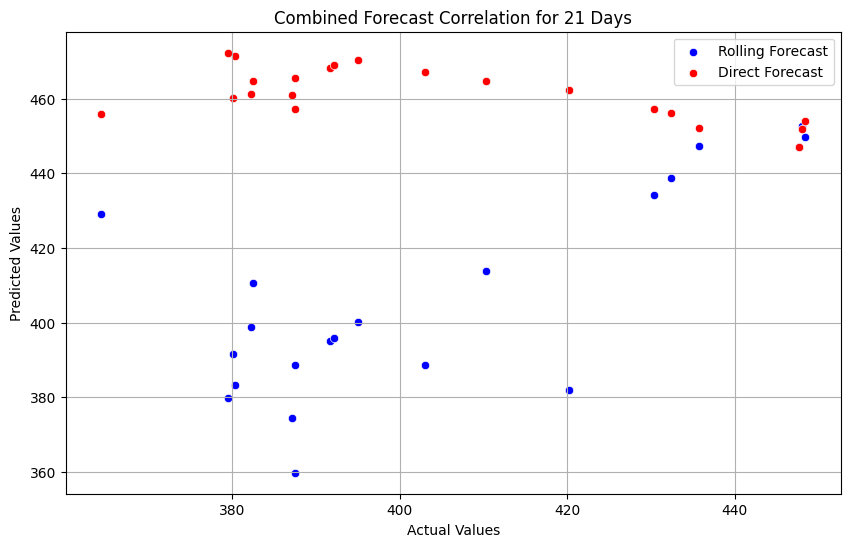 Combined Forecast Correlation for 21 Days
Rolling Forecast
Direct Forecast
Predicted Values
460
440
420
400
380
360
380
400
420
440
Actual Values